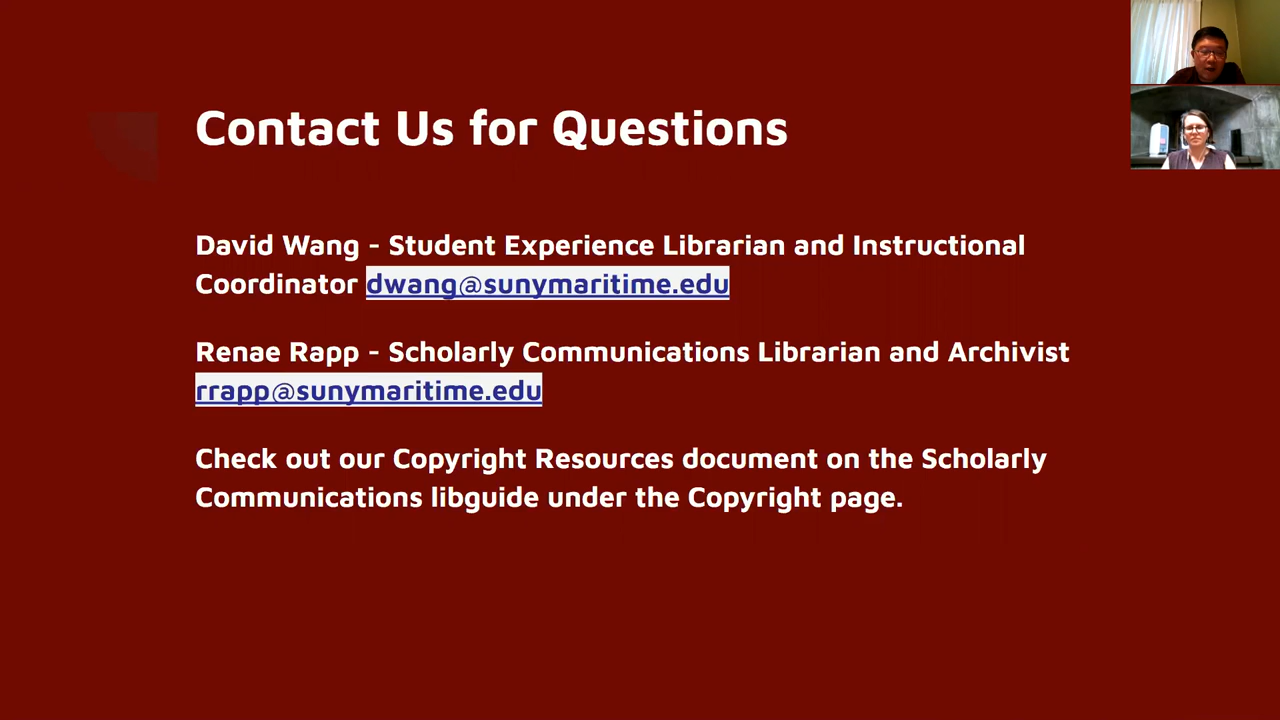 Contact Us for Questions
David Wang - Student Experience Librarian and Instructional
Coordinator dwang@sunymaritime.edu
Renae Rapp - Scholarly Communications Librarian and Archivist
rrapp@sunymaritime.edu
Check out our Copyright Resources document on the Scholarly
Communications libguide under the Copyright page.